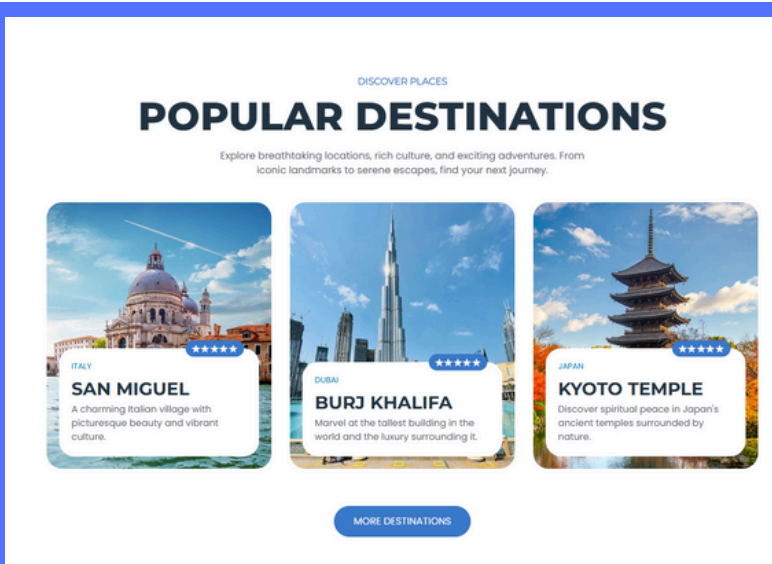 DISCOVER PLACES
POPULAR DESTINATIONS
Explore breathtaking locations, rich culture, and exciting adventures. From
iconic landmarks to serene escapes, find your next journey.
ITALY
SAN MIGUEL
A charming Italian village with
picturesque beauty and vibrant
culture.
DUBAI
BURJ KHALIFA
Marvel at the tallest building in the
world and the luxury surrounding it.
JAPAN
KYOTO TEMPLE
Discover spiritual peace in Japan's
ancient temples surrounded by
nature.
MORE DESTINATIONS